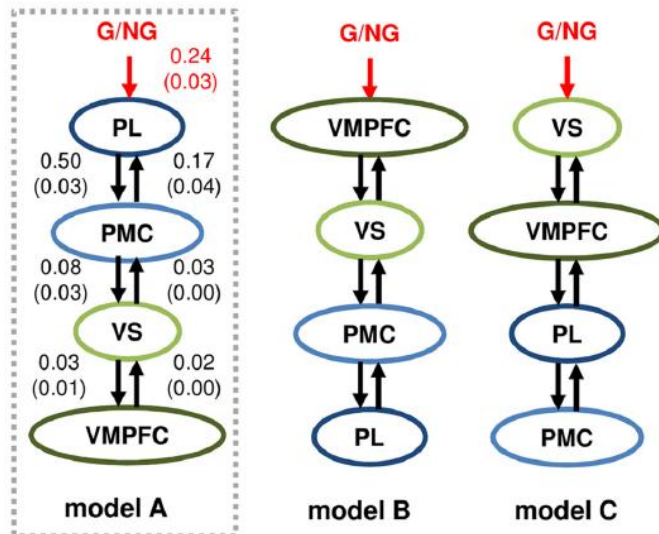 G/NG
0.24
(0.03)
PL
0.50
(0.03)
0.17
(0.04)
PMC
0.08
(0.03)
0.03
(0.00)
VS
0.03
(0.01)
0.02
(0.00)
VMPFC
model A
G/NG
VMPFC
VS
PMC
PL
model B
G/NG
VS
VMPFC
PL
PMC
model C